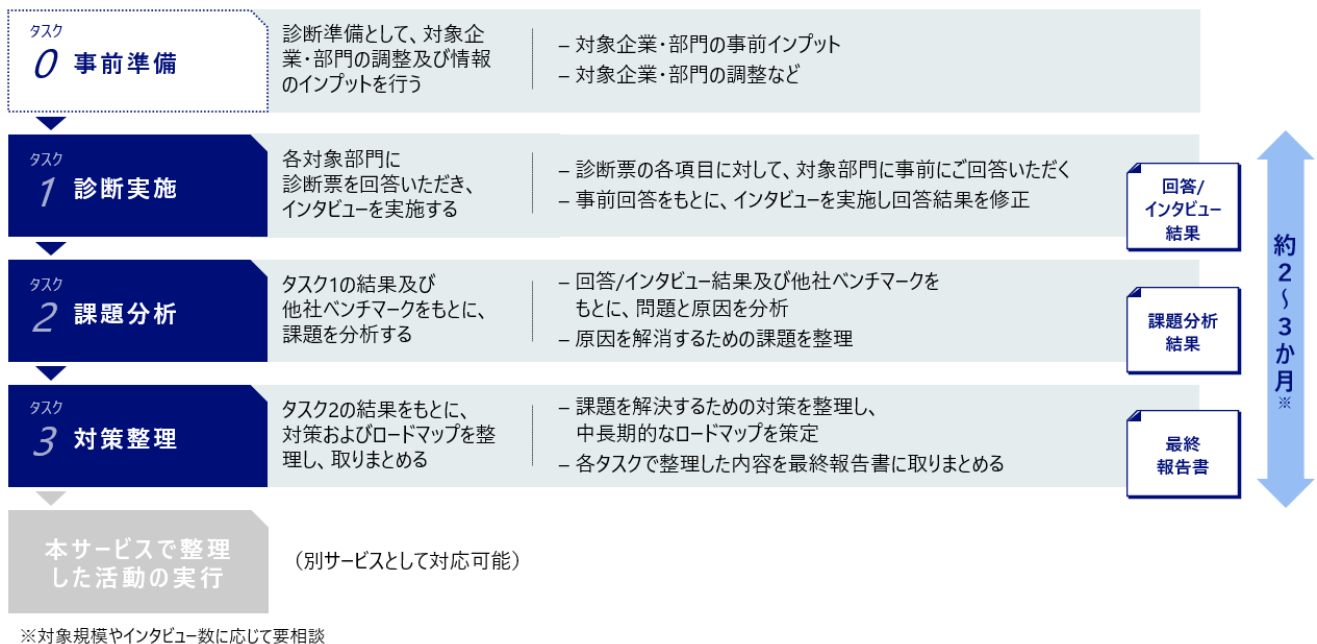 タスク
0 事前準備
診断準備として、対象企
業・部門の調整及び情報
のインプットを行う
– 対象企業・部門の事前インプット
– 対象企業・部門の調整など
タスク
1 診断実施
各対象部門に
診断票を回答いただき、
インタビューを実施する
– 診断票の各項目に対して、対象部門に事前にご回答いただく
– 事前回答をもとに、インタビューを実施し回答結果を修正
回答/
インタビュー
結果
タスク
2 課題分析
タスク1の結果及び
他社ベンチマークをもとに、
課題を分析する
– 回答/インタビュー結果及び他社ベンチマークを
もとに、問題と原因を分析
– 原因を解消するための課題を整理
課題分析
結果
タスク
3 対策整理
タスク2の結果をもとに、
対策およびロードマップを整
理し、取りまとめる
– 課題を解決するための対策を整理し、
中長期的なロードマップを策定
– 各タスクで整理した内容を最終報告書に取りまとめる
最終
報告書
約2~3か月※
本サービスで整理
した活動の実行
（別サービスとして対応可能）
※対象規模やインタビュー数に応じて要相談